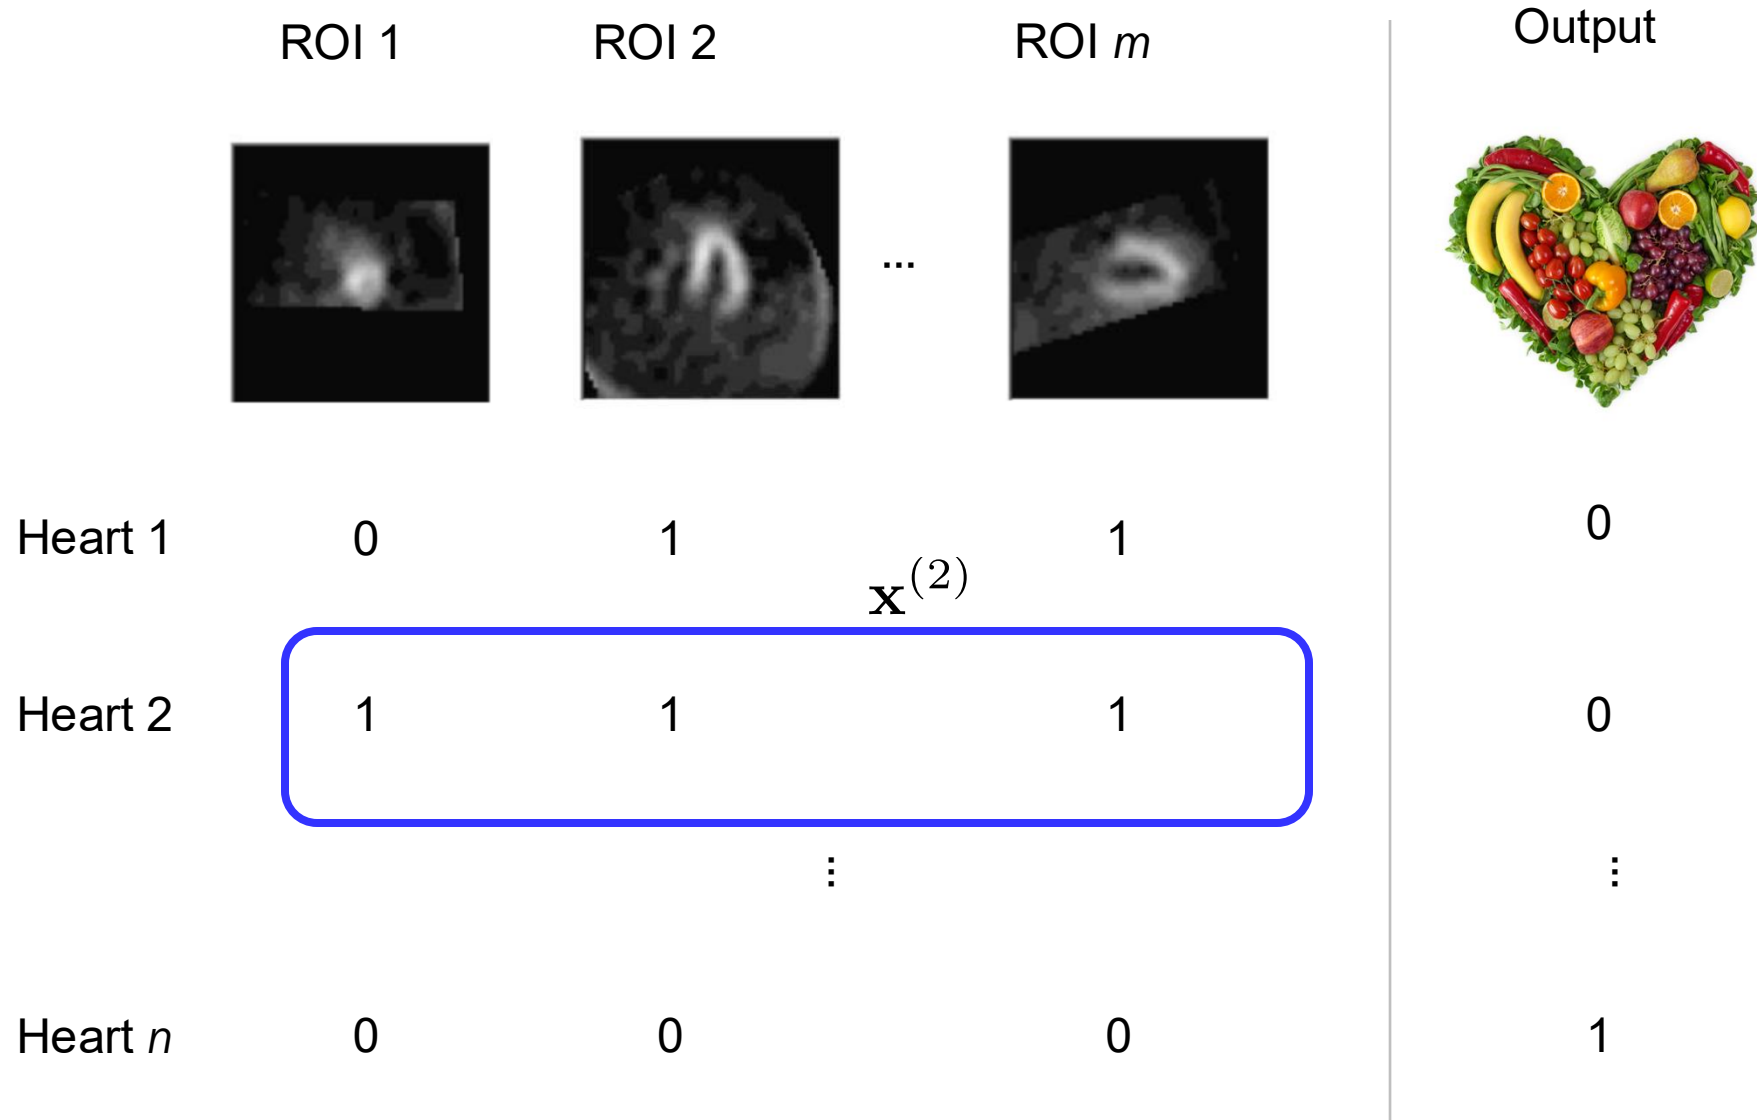 ROI 1 ROI 2 ROI m Output
...
Heart 1 0 1 1 0
x^(2)
Heart 2 1 1 1 0
⋮ ⋮
Heart n 0 0 0 1